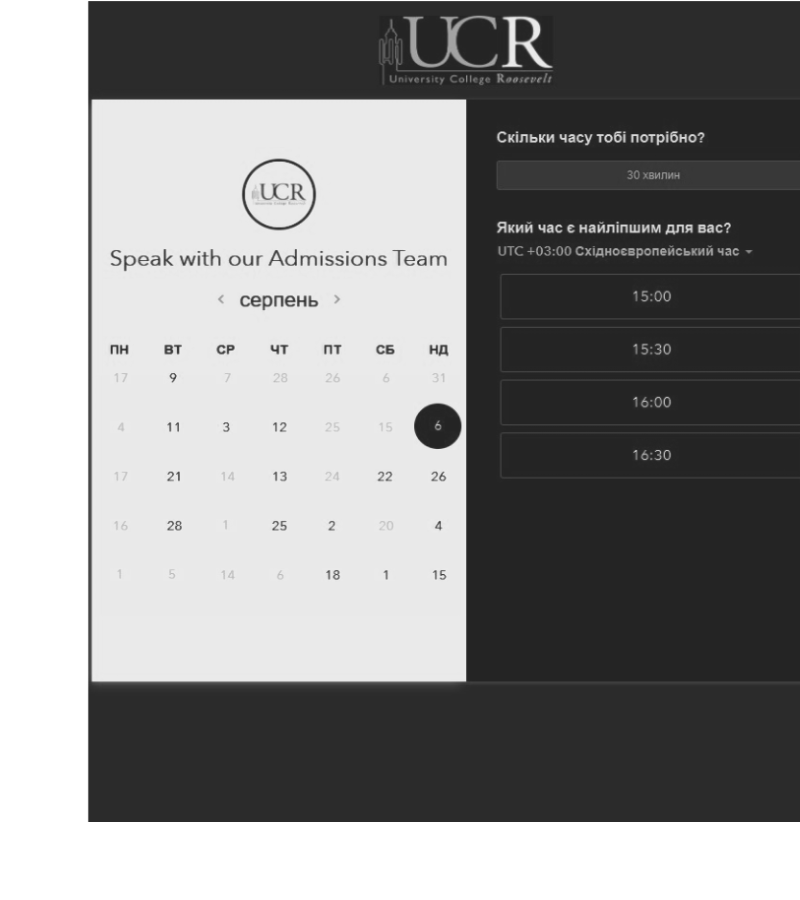 UCR
University College Roosevelt
UCR
Speak with our Admissions Team
‹ серпень ›
ПН ВТ СР ЧТ ПТ СБ НД
17 9 7 28 26 6 31
4 11 3 12 25 15 6
17 21 14 13 24 22 26
16 28 1 25 2 20 4
1 5 14 6 18 1 15
Скільки часу тобі потрібно?
30 хвилин
Який час є найліпшим для вас?
UTC +03:00 Східноєвропейський час
15:00
15:30
16:00
16:30